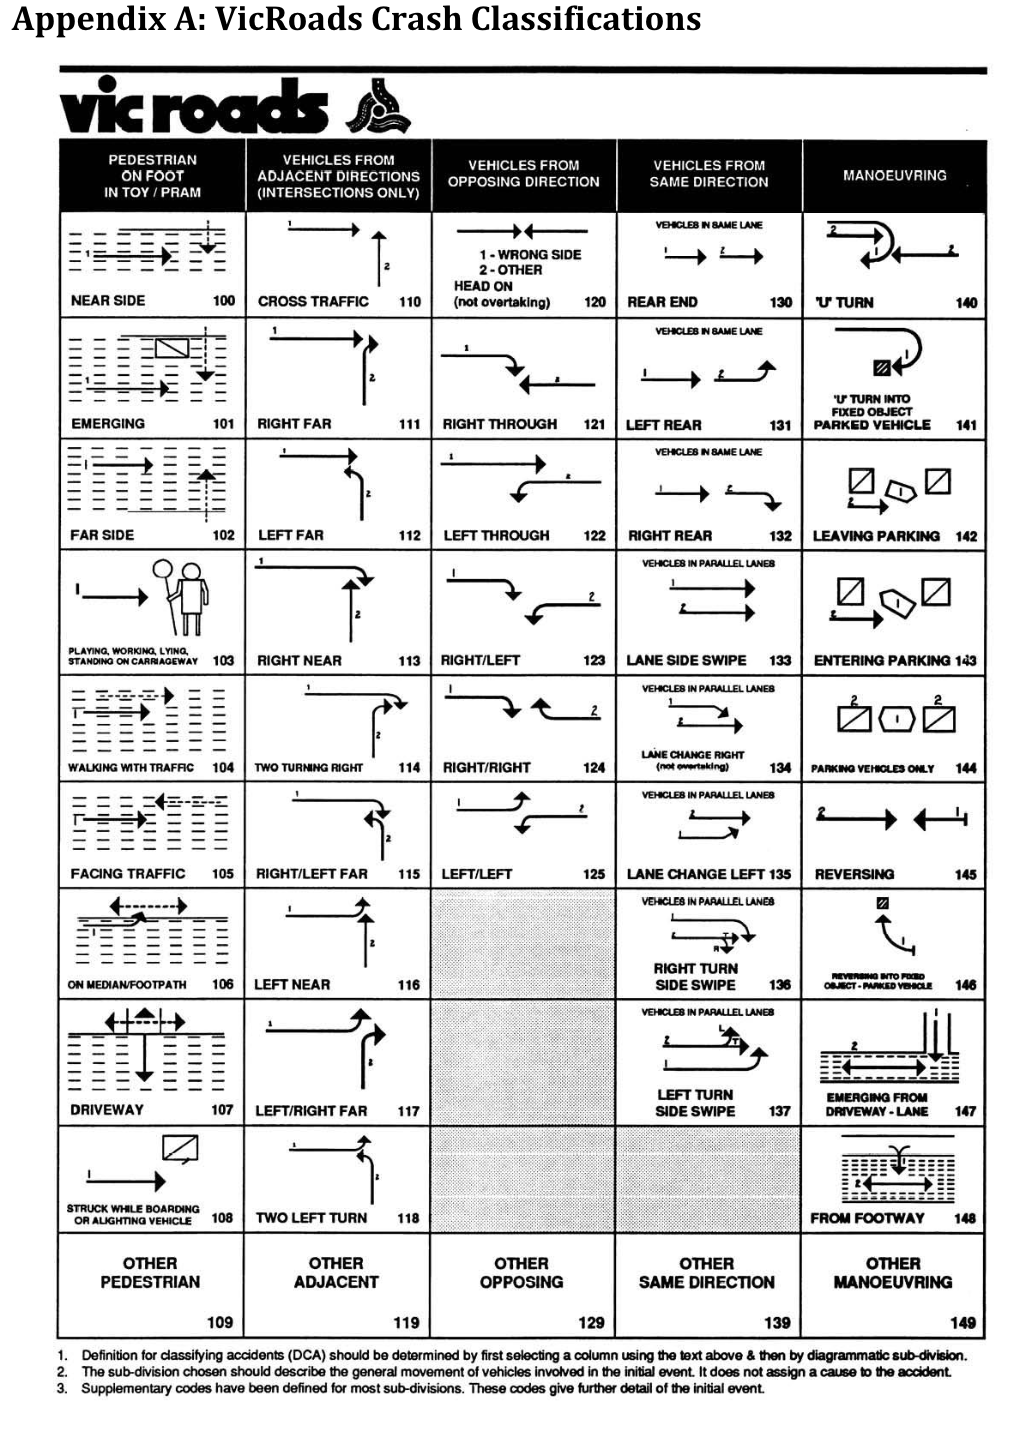 Appendix A: VicRoads Crash Classifications
vic roads
PEDESTRIAN
ON FOOT
IN TOY / PRAM
VEHICLES FROM
ADJACENT DIRECTIONS
(INTERSECTIONS ONLY)
VEHICLES FROM
OPPOSING DIRECTION
VEHICLES FROM
SAME DIRECTION
MANOEUVRING
1
NEAR SIDE 100
1
2
CROSS TRAFFIC 110
1 - WRONG SIDE
2 - OTHER
HEAD ON
(not overtaking) 120
VEHICLES IN SAME LANE
1 2
REAR END 130
2
1
2
'U' TURN 140
1
EMERGING 101
1
2
RIGHT FAR 111
1
2
RIGHT THROUGH 121
VEHICLES IN SAME LANE
1 2
LEFT REAR 131
1
'U' TURN INTO
FIXED OBJECT
PARKED VEHICLE 141
1
FAR SIDE 102
1
2
LEFT FAR 112
1
2
LEFT THROUGH 122
VEHICLES IN SAME LANE
1 2
RIGHT REAR 132
1
2
LEAVING PARKING 142
1
PLAYING, WORKING, LYING,
STANDING ON CARRIAGEWAY 103
1
2
RIGHT NEAR 113
1
2
RIGHT/LEFT 123
VEHICLES IN PARALLEL LANES
1
2
LANE SIDE SWIPE 133
1
2
ENTERING PARKING 143
1
WALKING WITH TRAFFIC 104
1
2
TWO TURNING RIGHT 114
1
2
RIGHT/RIGHT 124
VEHICLES IN PARALLEL LANES
1
2
LANE CHANGE RIGHT
(not overtaking) 134
2 2
1
PARKING VEHICLES ONLY 144
1
FACING TRAFFIC 105
1
2
RIGHT/LEFT FAR 115
1
2
LEFT/LEFT 125
VEHICLES IN PARALLEL LANES
2
1
LANE CHANGE LEFT 135
2 1
REVERSING 145
1
ON MEDIAN/FOOTPATH 106
1
2
LEFT NEAR 116
VEHICLES IN PARALLEL LANES
1
2 T
R
RIGHT TURN
SIDE SWIPE 136
1
REVERSING INTO FIXED
OBJECT - PARKED VEHICLE 146
DRIVEWAY 107
1
2
LEFT/RIGHT FAR 117
VEHICLES IN PARALLEL LANES
L
2 T
1
LEFT TURN
SIDE SWIPE 137
1
2
EMERGING FROM
DRIVEWAY - LANE 147
1
STRUCK WHILE BOARDING
OR ALIGHTING VEHICLE 108
1
2
TWO LEFT TURN 118
1
2
FROM FOOTWAY 148
OTHER
PEDESTRIAN
109
OTHER
ADJACENT
119
OTHER
OPPOSING
129
OTHER
SAME DIRECTION
139
OTHER
MANOEUVRING
149
1. Definition for classifying accidents (DCA) should be determined by first selecting a column using the text above & then by diagrammatic sub-division.
2. The sub-division chosen should describe the general movement of vehicles involved in the initial event. It does not assign a cause to the accident.
3. Supplementary codes have been defined for most sub-divisions. These codes give further detail of the initial event.